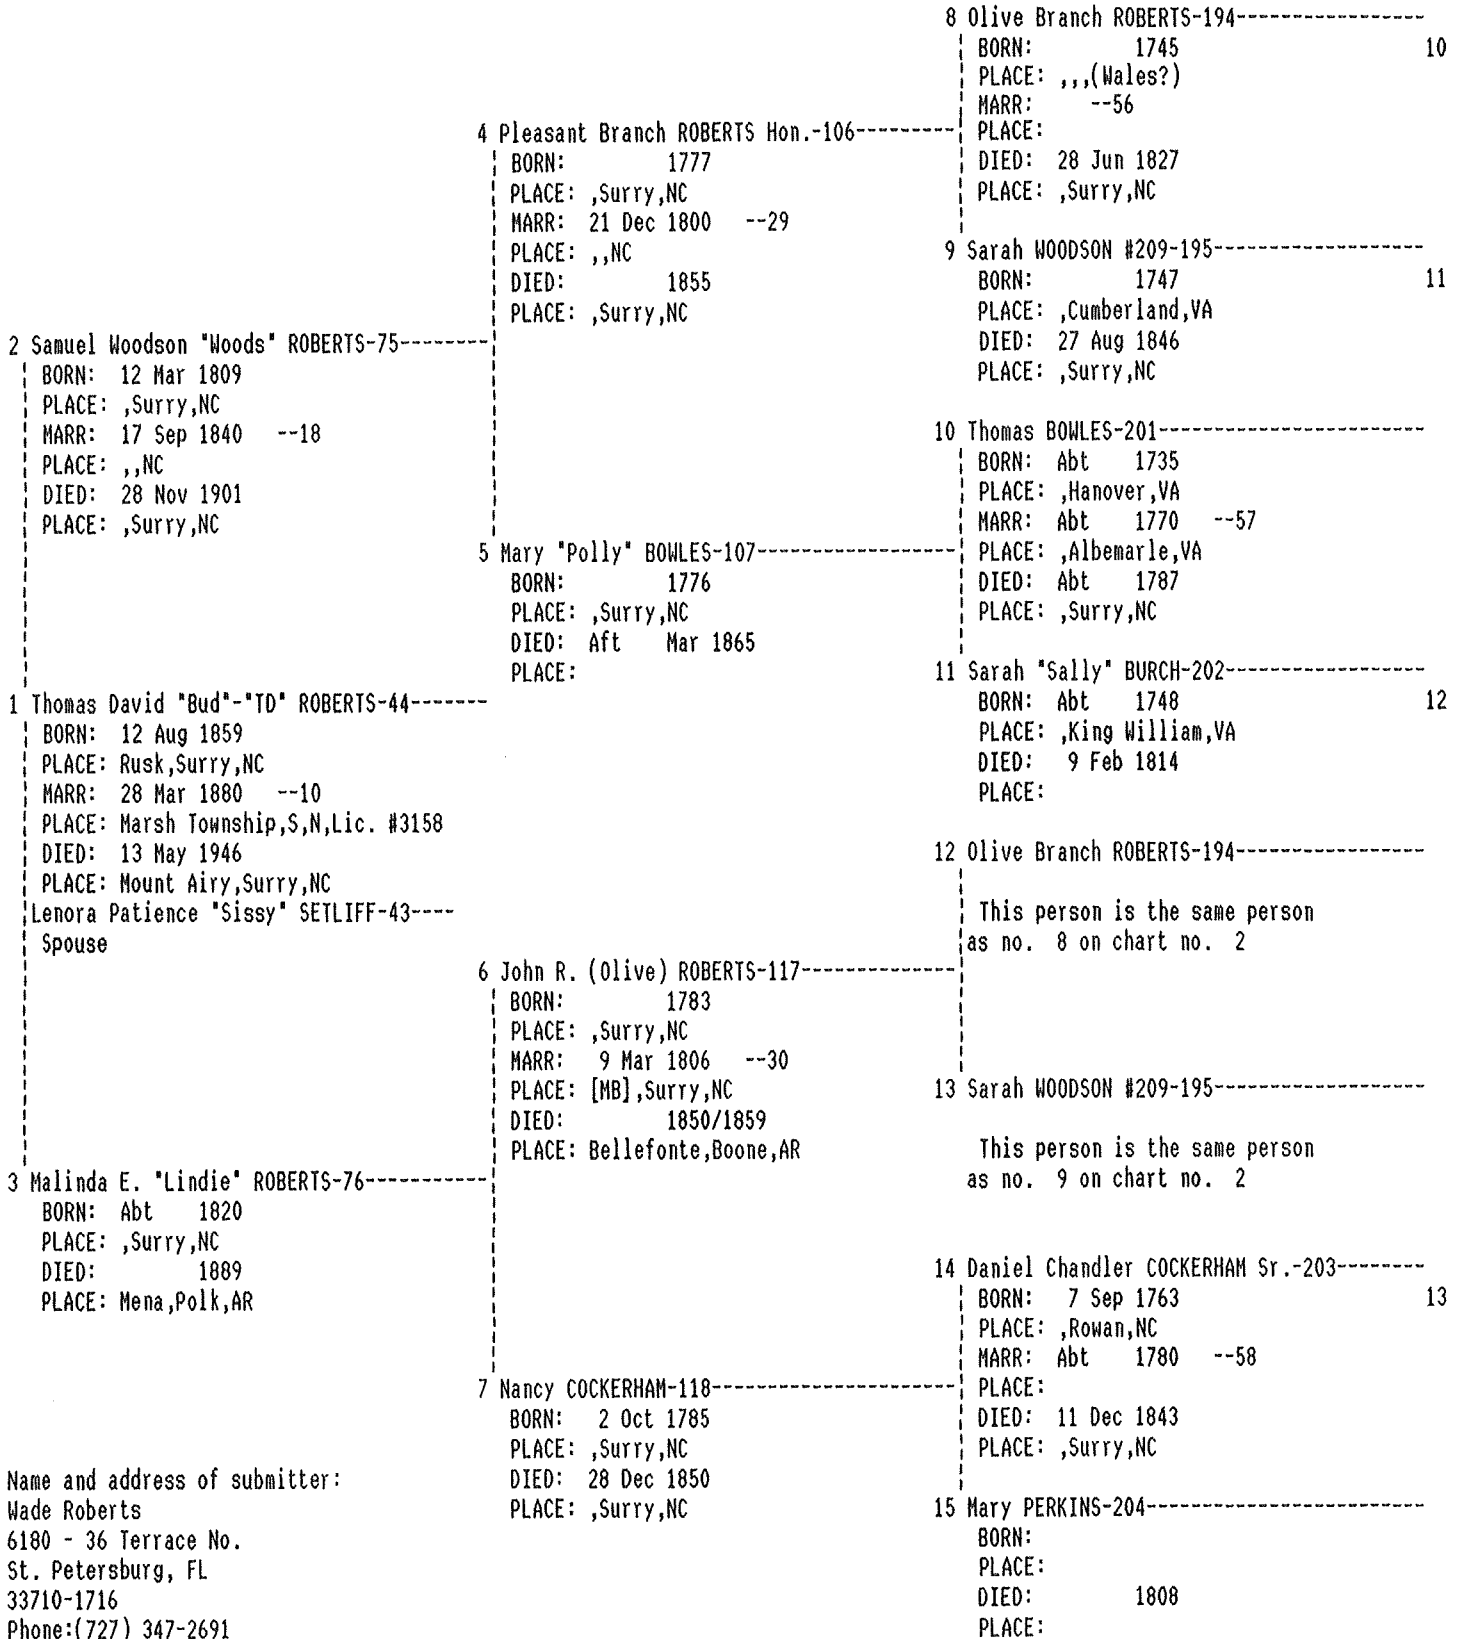 8 Olive Branch ROBERTS-194-----------------
BORN: 1745 10
PLACE: ,,,(Wales?)
MARR: --56
PLACE:
DIED: 28 Jun 1827
PLACE: ,Surry,NC
4 Pleasant Branch ROBERTS Hon.-106---------
BORN: 1777
PLACE: ,Surry,NC
MARR: 21 Dec 1800 --29
PLACE: ,,NC
DIED: 1855
PLACE: ,Surry,NC
9 Sarah WOODSON #209-195-------------------
BORN: 1747 11
PLACE: ,Cumberland,VA
DIED: 27 Aug 1846
PLACE: ,Surry,NC
2 Samuel Woodson "Woods" ROBERTS-75--------
BORN: 12 Mar 1809
PLACE: ,Surry,NC
MARR: 17 Sep 1840 --18
PLACE: ,,NC
DIED: 28 Nov 1901
PLACE: ,Surry,NC
10 Thomas BOWLES-201------------------------
BORN: Abt 1735
PLACE: ,Hanover,VA
MARR: Abt 1770 --57
PLACE: ,Albemarle,VA
DIED: Abt 1787
PLACE: ,Surry,NC
5 Mary "Polly" BOWLES-107------------------
BORN: 1776
PLACE: ,Surry,NC
DIED: Aft Mar 1865
PLACE:
11 Sarah "Sally" BURCH-202------------------
BORN: Abt 1748 12
PLACE: ,King William,VA
DIED: 9 Feb 1814
PLACE:
1 Thomas David "Bud"-"TD" ROBERTS-44-------
BORN: 12 Aug 1859
PLACE: Rusk,Surry,NC
MARR: 28 Mar 1880 --10
PLACE: Marsh Township,S,N,Lic. #3158
DIED: 13 May 1946
PLACE: Mount Airy,Surry,NC
Lenora Patience "Sissy" SETLIFF-43----
Spouse
12 Olive Branch ROBERTS-194-----------------
This person is the same person
as no. 8 on chart no. 2
6 John R. (Olive) ROBERTS-117--------------
BORN: 1783
PLACE: ,Surry,NC
MARR: 9 Mar 1806 --30
PLACE: [MB],Surry,NC
DIED: 1850/1859
PLACE: Bellefonte,Boone,AR
13 Sarah WOODSON #209-195-------------------
This person is the same person
as no. 9 on chart no. 2
3 Malinda E. "Lindie" ROBERTS-76-----------
BORN: Abt 1820
PLACE: ,Surry,NC
DIED: 1889
PLACE: Mena,Polk,AR
14 Daniel Chandler COCKERHAM Sr.-203--------
BORN: 7 Sep 1763 13
PLACE: ,Rowan,NC
MARR: Abt 1780 --58
PLACE:
DIED: 11 Dec 1843
PLACE: ,Surry,NC
7 Nancy COCKERHAM-118----------------------
BORN: 2 Oct 1785
PLACE: ,Surry,NC
DIED: 28 Dec 1850
PLACE: ,Surry,NC
15 Mary PERKINS-204-------------------------
BORN:
PLACE:
DIED: 1808
PLACE:
Name and address of submitter:
Wade Roberts
6180 - 36 Terrace No.
St. Petersburg, FL
33710-1716
Phone:(727) 347-2691